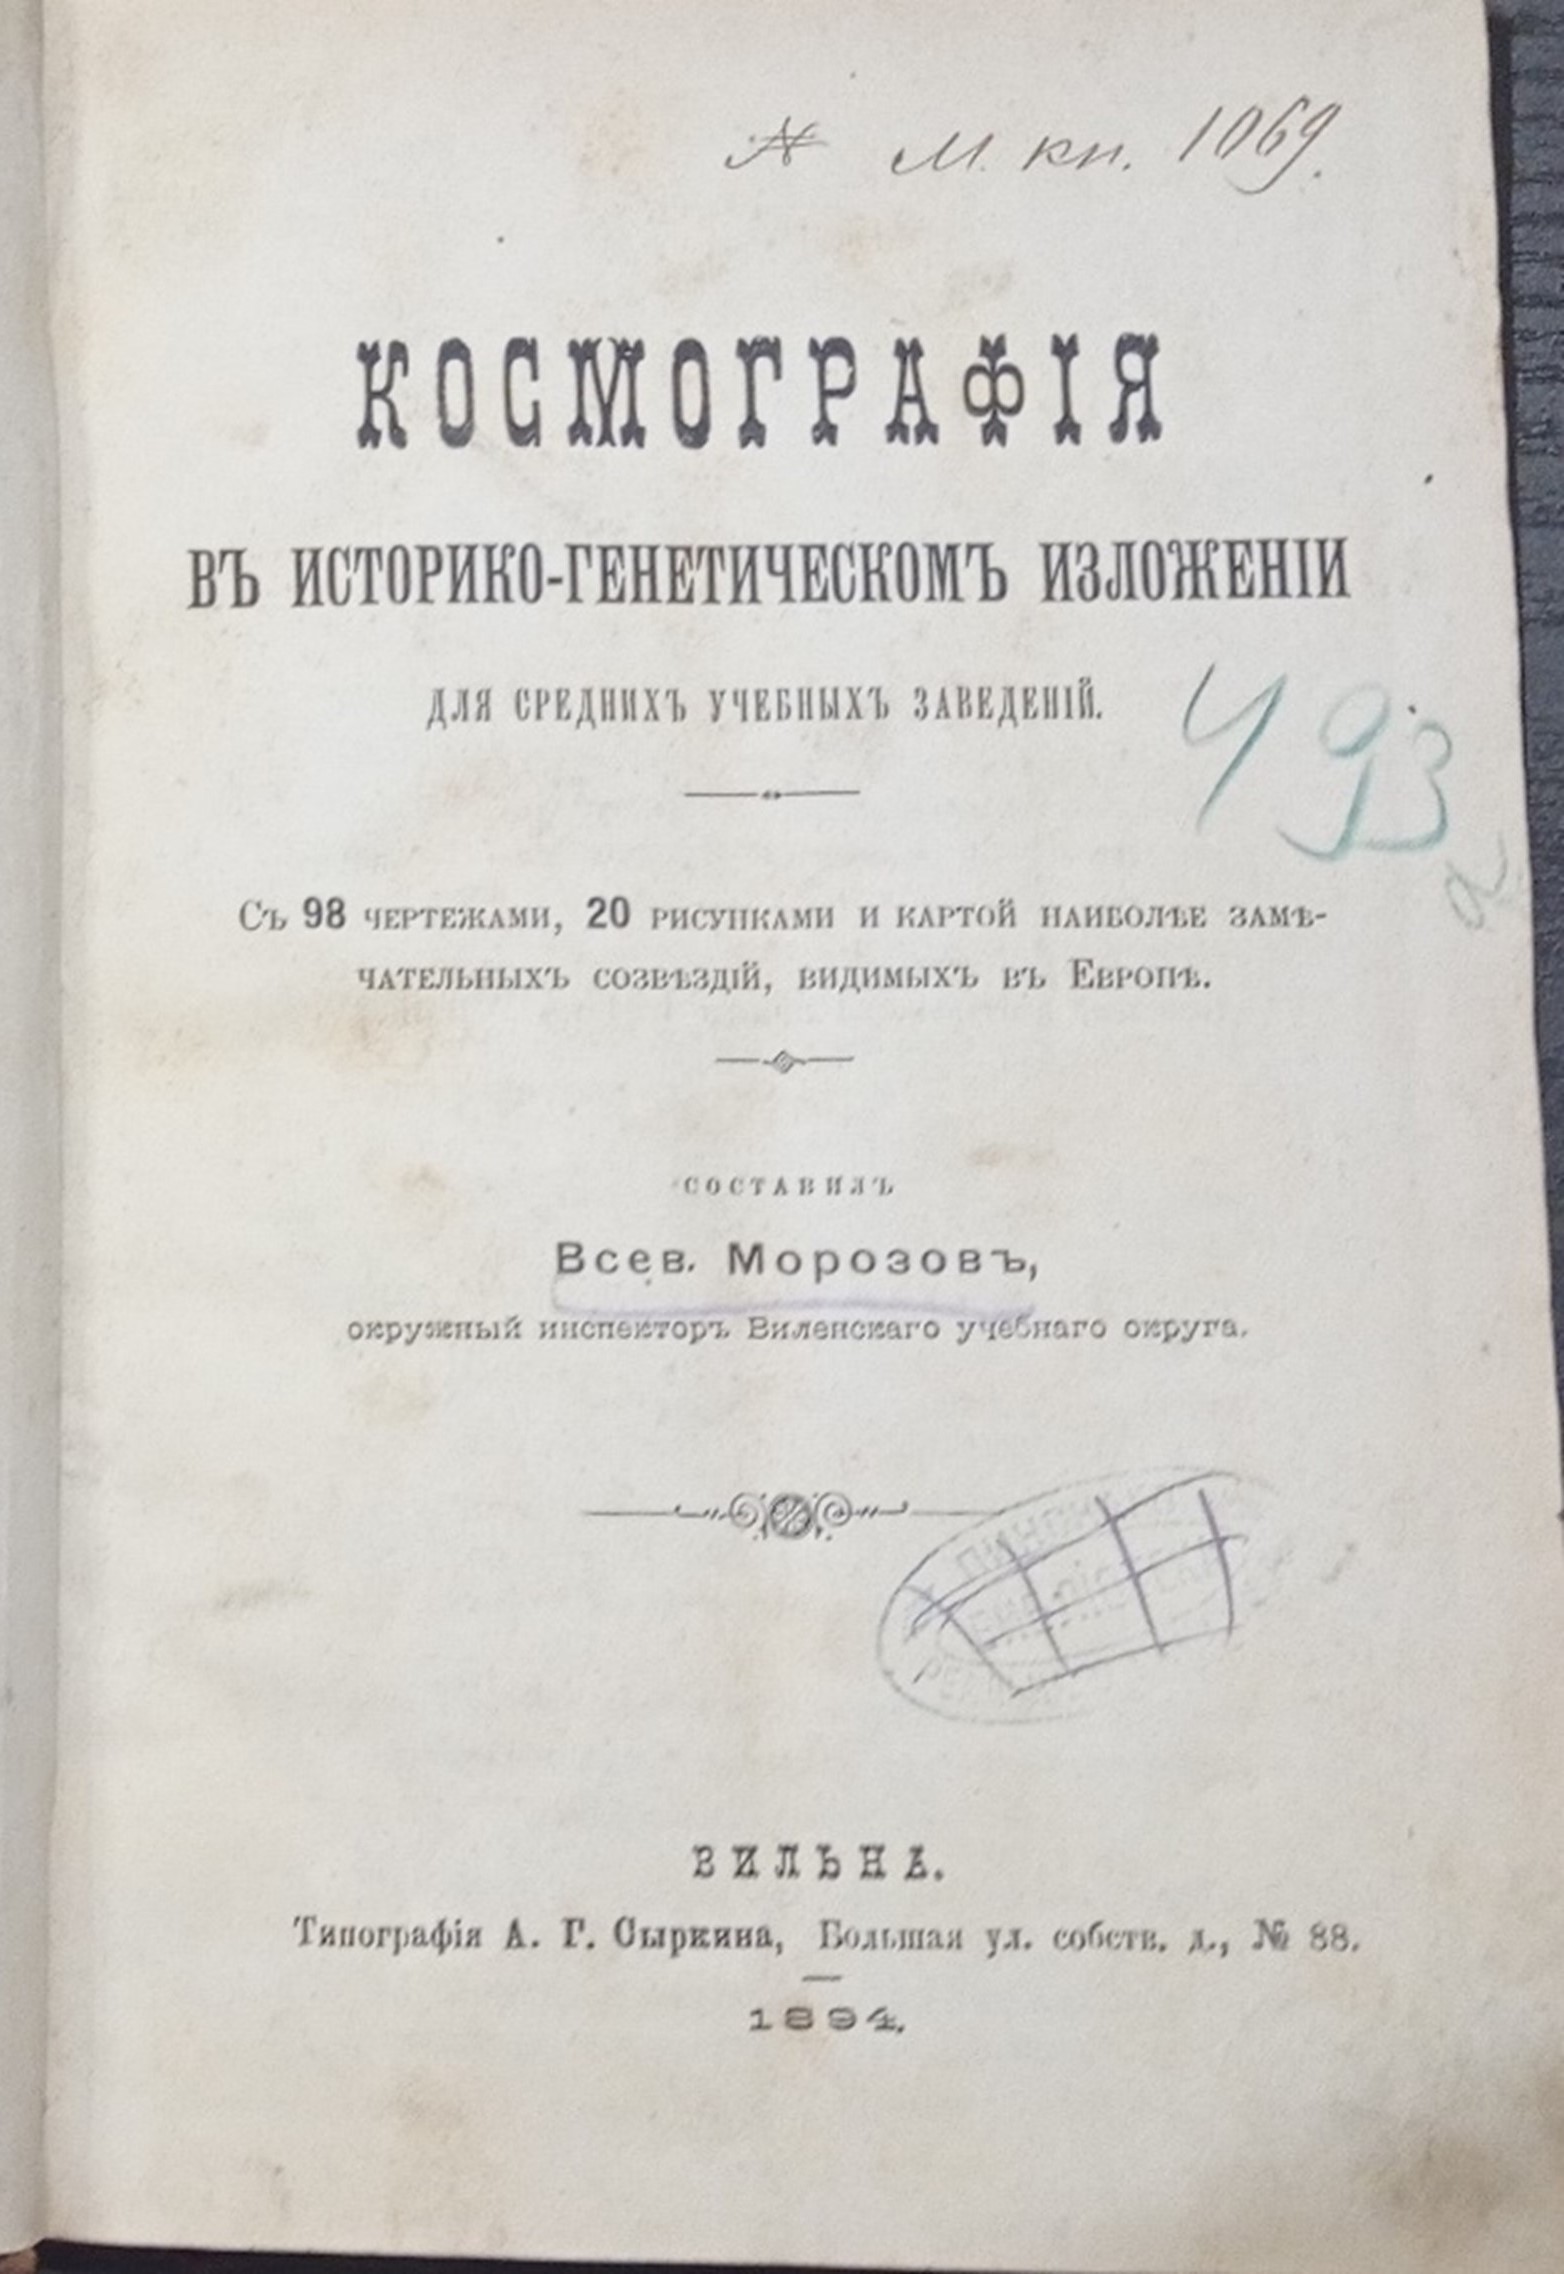 № М. кн. 1069.
КОСМОГРАФІЯ
ВЪ ИСТОРИКО-ГЕНЕТИЧЕСКОМЪ ИЗЛОЖЕНІИ
ДЛЯ СРЕДНИХЪ УЧЕБНЫХЪ ЗАВЕДЕНІЙ.
493
Съ 98 чертежами, 20 рисунками и картой наиболѣе замѣ-
чательныхъ созвѣздій, видимыхъ въ Европѣ.
СОСТАВИЛЪ
Всев. Морозовъ,
окружный инспекторъ Виленскаго учебнаго округа.
ВИЛЬНА.
Типографія А. Г. Сыркина, Большая ул. собств. д., № 88.
1894.